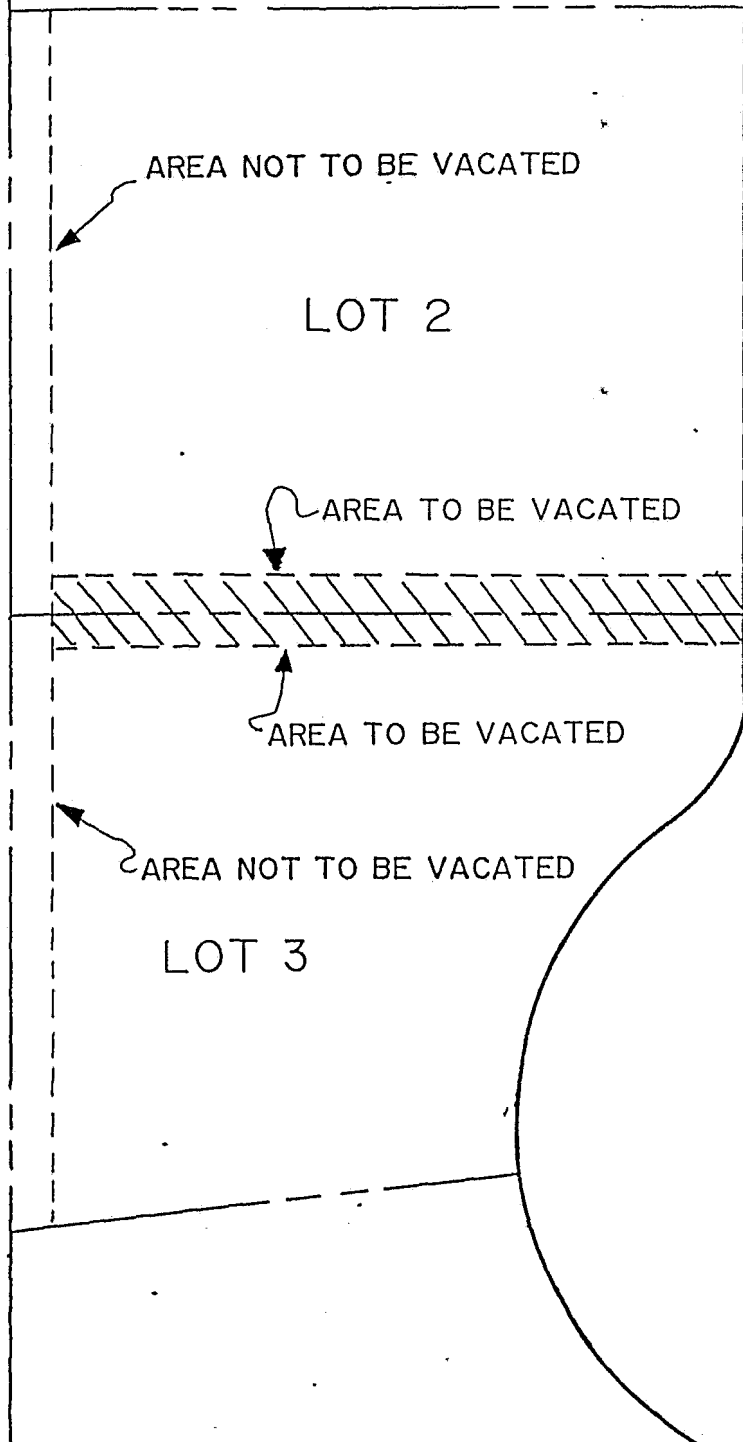 AREA NOT TO BE VACATED
LOT 2
AREA TO BE VACATED
AREA TO BE VACATED
AREA NOT TO BE VACATED
LOT 3